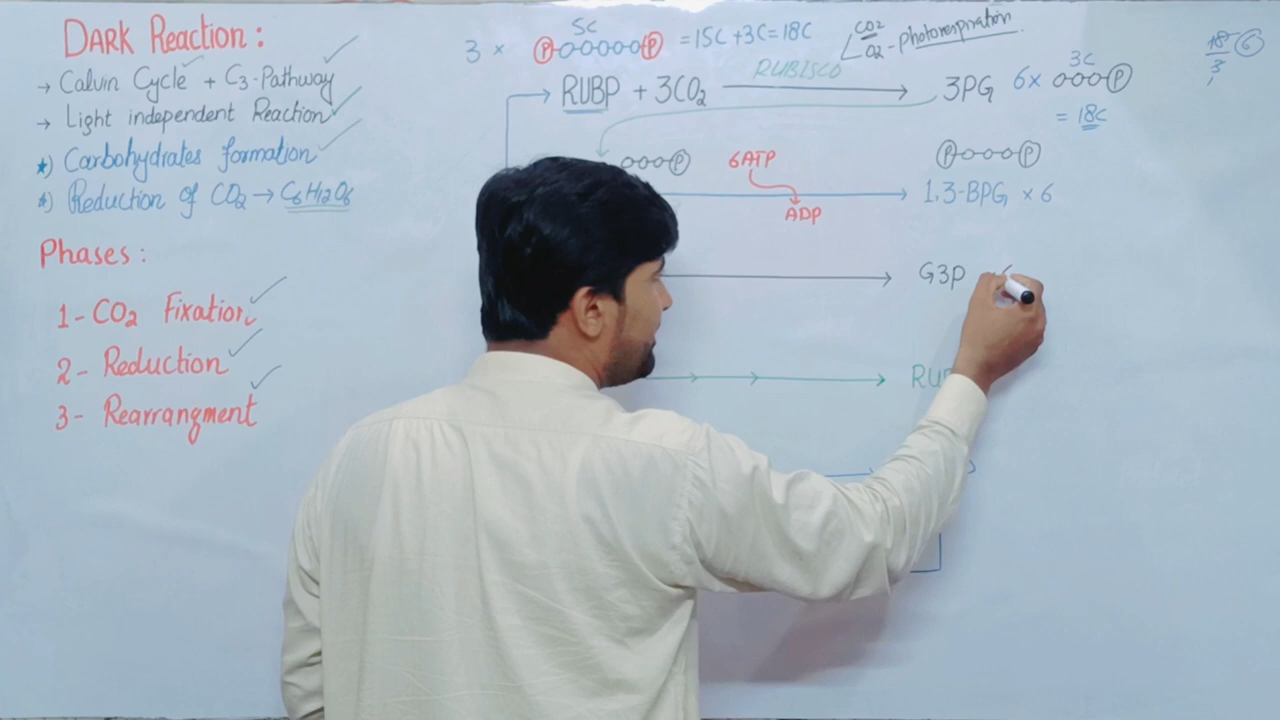 DARK REACTION:
→ Calvin Cycle + C3-Pathway
→ Light independent Reaction
*) Carbohydrates formation
*) Reduction of CO2 → C6H12O6
Phases:
1- CO2 Fixation
2- Reduction
3- Rearrangment
5C
3 × P P = 15C + 3C = 18C
CO2
O2 - Photorespiration
18 6
3
RUBISCO
RUBP + 3CO2 3PG 6x P
3C
= 18C
P 6ATP P P
ADP
1,3-BPG × 6
G3P